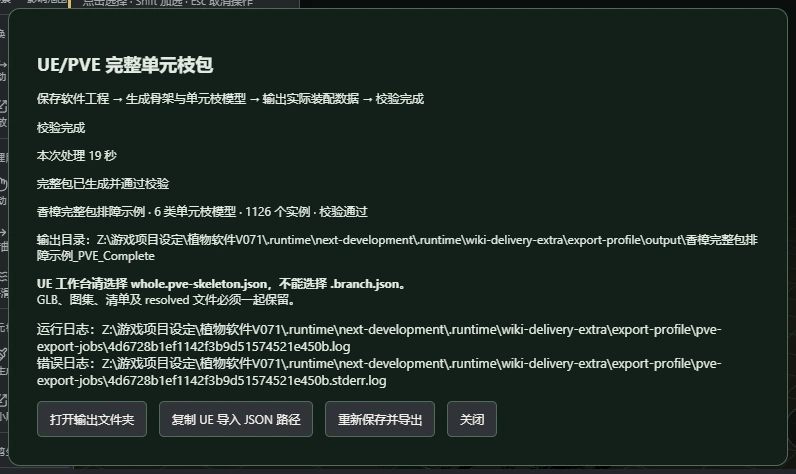 点击选择 · Shift 加选 · Esc 取消操作
UE/PVE 完整单元枝包
保存软件工程 → 生成骨架与单元枝模型 → 输出实际装配数据 → 校验完成
校验完成
本次处理 19 秒
完整包已生成并通过校验
香樟完整包排障示例 · 6 类单元枝模型 · 1126 个实例 · 校验通过
输出目录：Z:\游戏项目设定\植物软件V071\.runtime\next-development\.runtime\wiki-delivery-extra\export-profile\output\香樟完整包排
障示例_PVE_Complete
UE 工作台请选择 whole.pve-skeleton.json，不能选择 .branch.json。
GLB、图集、清单及 resolved 文件必须一起保留。
运行日志：Z:\游戏项目设定\植物软件V071\.runtime\next-development\.runtime\wiki-delivery-extra\export-profile\pve-
export-jobs\4d6728b1ef1142f3b9d51574521e450b.log
错误日志：Z:\游戏项目设定\植物软件V071\.runtime\next-development\.runtime\wiki-delivery-extra\export-profile\pve-
export-jobs\4d6728b1ef1142f3b9d51574521e450b.stderr.log
打开输出文件夹 复制 UE 导入 JSON 路径 重新保存并导出 关闭